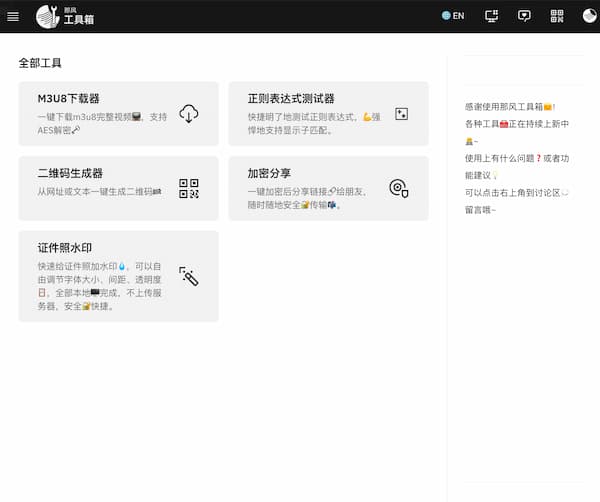 那风
工具箱
EN
全部工具
M3U8下载器
一键下载m3u8完整视频📺，支持
AES解密🗝
正则表达式测试器
快捷明了地测试正则表达式，💪强
悍地支持显示子匹配。
二维码生成器
从网址或文本一键生成二维码🎫
加密分享
一键加密后分享链接🔗给朋友，
随时随地安全🔐传输📬。
证件照水印
快速给证件照加水印💧，可以自
由调节字体大小、间距、透明度
🎚，全部本地🖥完成，不上传服
务器，安全🔐快捷。
感谢使用那风工具箱😊!
各种工具🧰正在持续上新中
👷~
使用上有什么问题❓或者功
能建议💡
可以点击右上角到讨论区💭
留言哦~